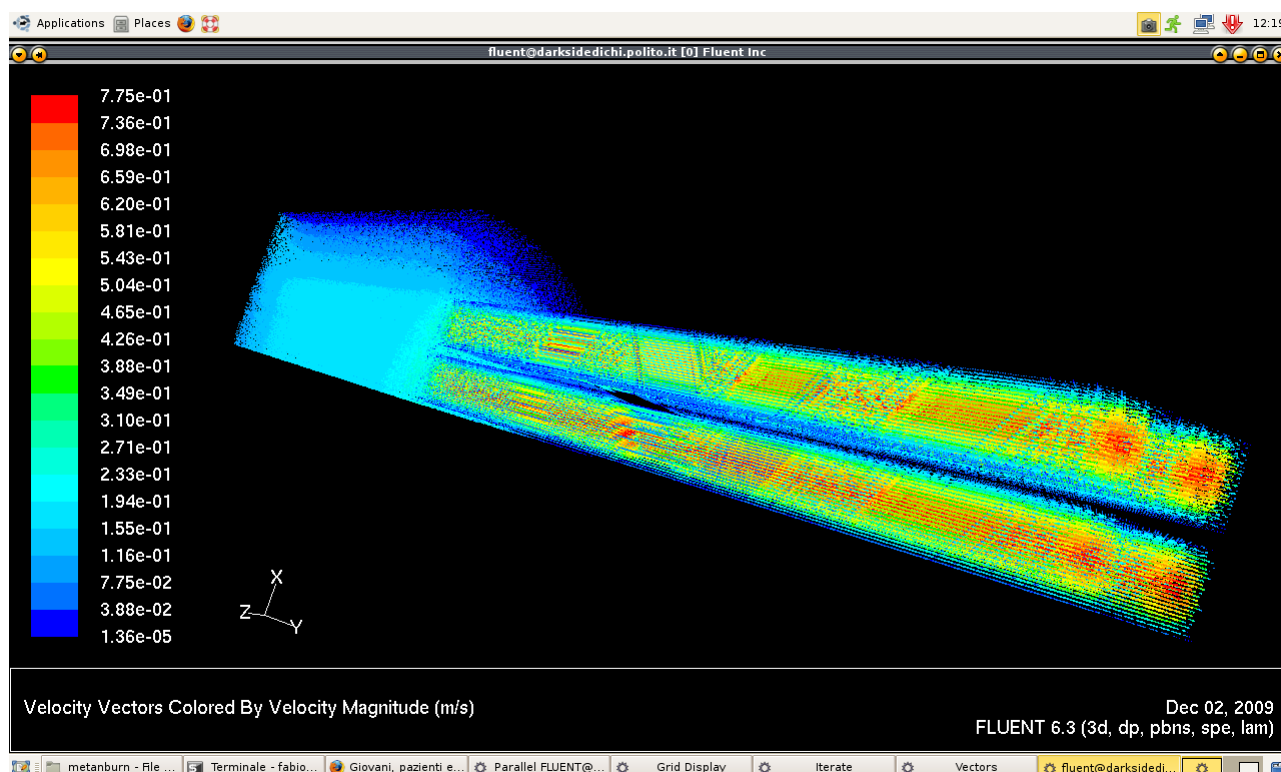 Applications Places 12:19
fluent@darksidedichi.polito.it [0] Fluent Inc
7.75e-01
7.36e-01
6.98e-01
6.59e-01
6.20e-01
5.81e-01
5.43e-01
5.04e-01
4.65e-01
4.26e-01
3.88e-01
3.49e-01
3.10e-01
2.71e-01
2.33e-01
1.94e-01
1.55e-01
1.16e-01
7.75e-02
3.88e-02
1.36e-05
X
Z
Y
Velocity Vectors Colored By Velocity Magnitude (m/s)
Dec 02, 2009
FLUENT 6.3 (3d, dp, pbns, spe, lam)
metanburn - File ... Terminale - fabio... Giovani, pazienti e... Parallel FLUENT@... Grid Display Iterate Vectors fluent@darksidedi...